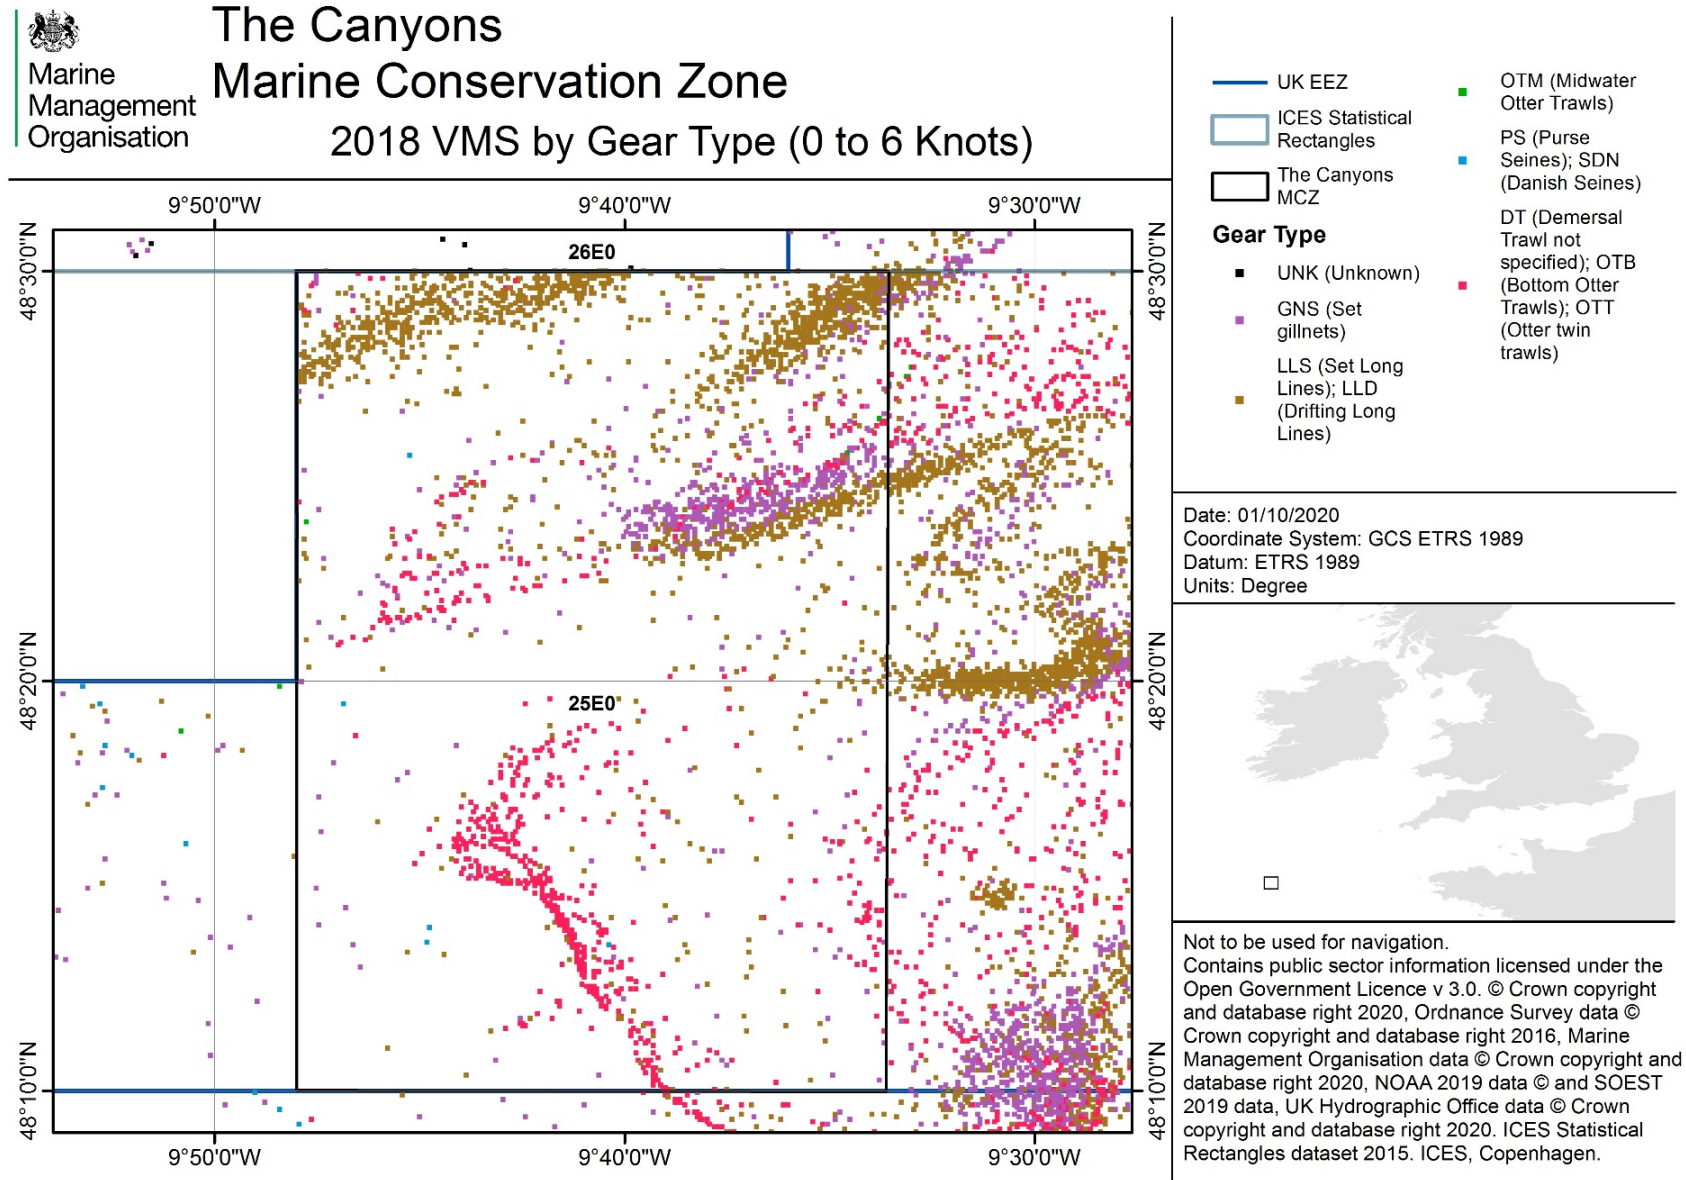 The Canyons
Marine Conservation Zone
2018 VMS by Gear Type (0 to 6 Knots)
Marine
Management
Organisation
9°50'0"W
9°40'0"W
9°30'0"W
48°30'0"N
48°20'0"N
48°10'0"N
26E0
25E0
48°30'0"N
48°20'0"N
48°10'0"N
9°50'0"W
9°40'0"W
9°30'0"W
UK EEZ
ICES Statistical
Rectangles
The Canyons
MCZ
Gear Type
UNK (Unknown)
GNS (Set
gillnets)
LLS (Set Long
Lines); LLD
(Drifting Long
Lines)
OTM (Midwater
Otter Trawls)
PS (Purse
Seines); SDN
(Danish Seines)
DT (Demersal
Trawl not
specified); OTB
(Bottom Otter
Trawls); OTT
(Otter twin
trawls)
Date: 01/10/2020
Coordinate System: GCS ETRS 1989
Datum: ETRS 1989
Units: Degree
Not to be used for navigation.
Contains public sector information licensed under the
Open Government Licence v 3.0. © Crown copyright
and database right 2020, Ordnance Survey data ©
Crown copyright and database right 2016, Marine
Management Organisation data © Crown copyright and
database right 2020, NOAA 2019 data © and SOEST
2019 data, UK Hydrographic Office data © Crown
copyright and database right 2020. ICES Statistical
Rectangles dataset 2015. ICES, Copenhagen.